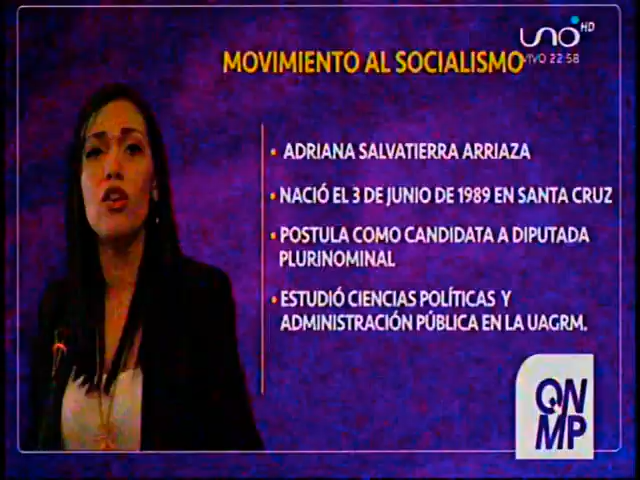 UNO HD
VIVO 22:58
MOVIMIENTO AL SOCIALISMO
• ADRIANA SALVATIERRA ARRIAZA
• NACIÓ EL 3 DE JUNIO DE 1989 EN SANTA CRUZ
• POSTULA COMO CANDIDATA A DIPUTADA
PLURINOMINAL
• ESTUDIÓ CIENCIAS POLÍTICAS Y
ADMINISTRACIÓN PÚBLICA EN LA UAGRM.
QN
MP